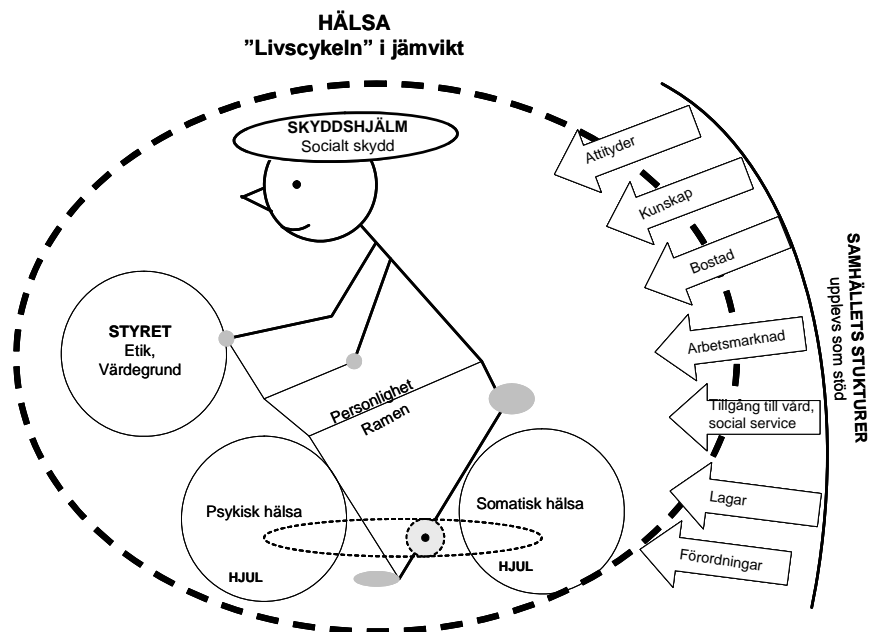 HÄLSA
”Livscykeln” i jämvikt
SKYDDSHJÄLM
Socialt skydd
Attityder
Kunskap
Bostad
Arbetsmarknad
Tillgång till vård,
social service
Lagar
Förordningar
SAMHÄLLETS STUKTURER
upplevs som stöd
STYRET
Etik,
Värdegrund
Personlighet
Ramen
Psykisk hälsa
HJUL
Somatisk hälsa
HJUL